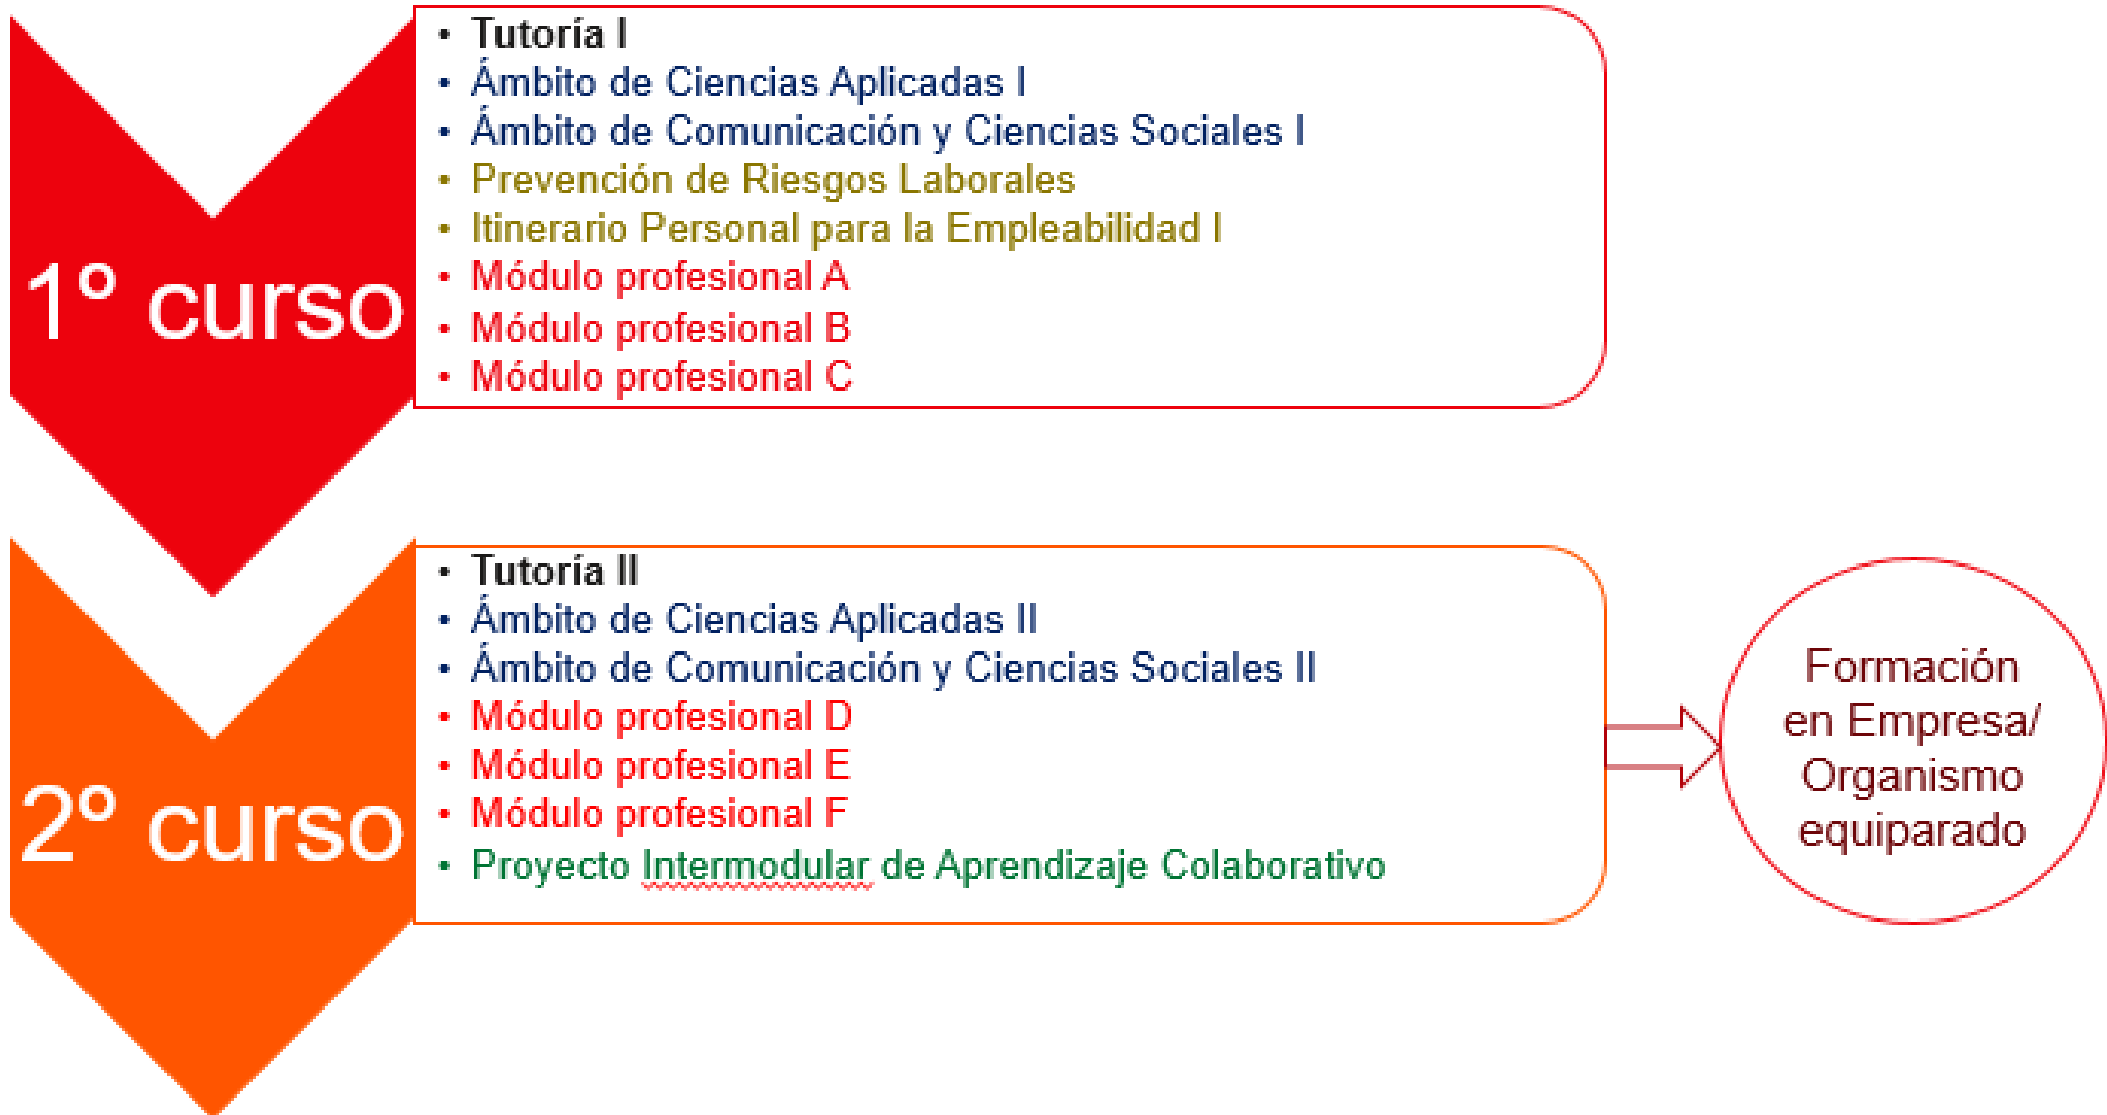 1º curso
• Tutoría I
• Ámbito de Ciencias Aplicadas I
• Ámbito de Comunicación y Ciencias Sociales I
• Prevención de Riesgos Laborales
• Itinerario Personal para la Empleabilidad I
• Módulo profesional A
• Módulo profesional B
• Módulo profesional C
2º curso
• Tutoría II
• Ámbito de Ciencias Aplicadas II
• Ámbito de Comunicación y Ciencias Sociales II
• Módulo profesional D
• Módulo profesional E
• Módulo profesional F
• Proyecto Intermodular de Aprendizaje Colaborativo
Formación
en Empresa/
Organismo
equiparado